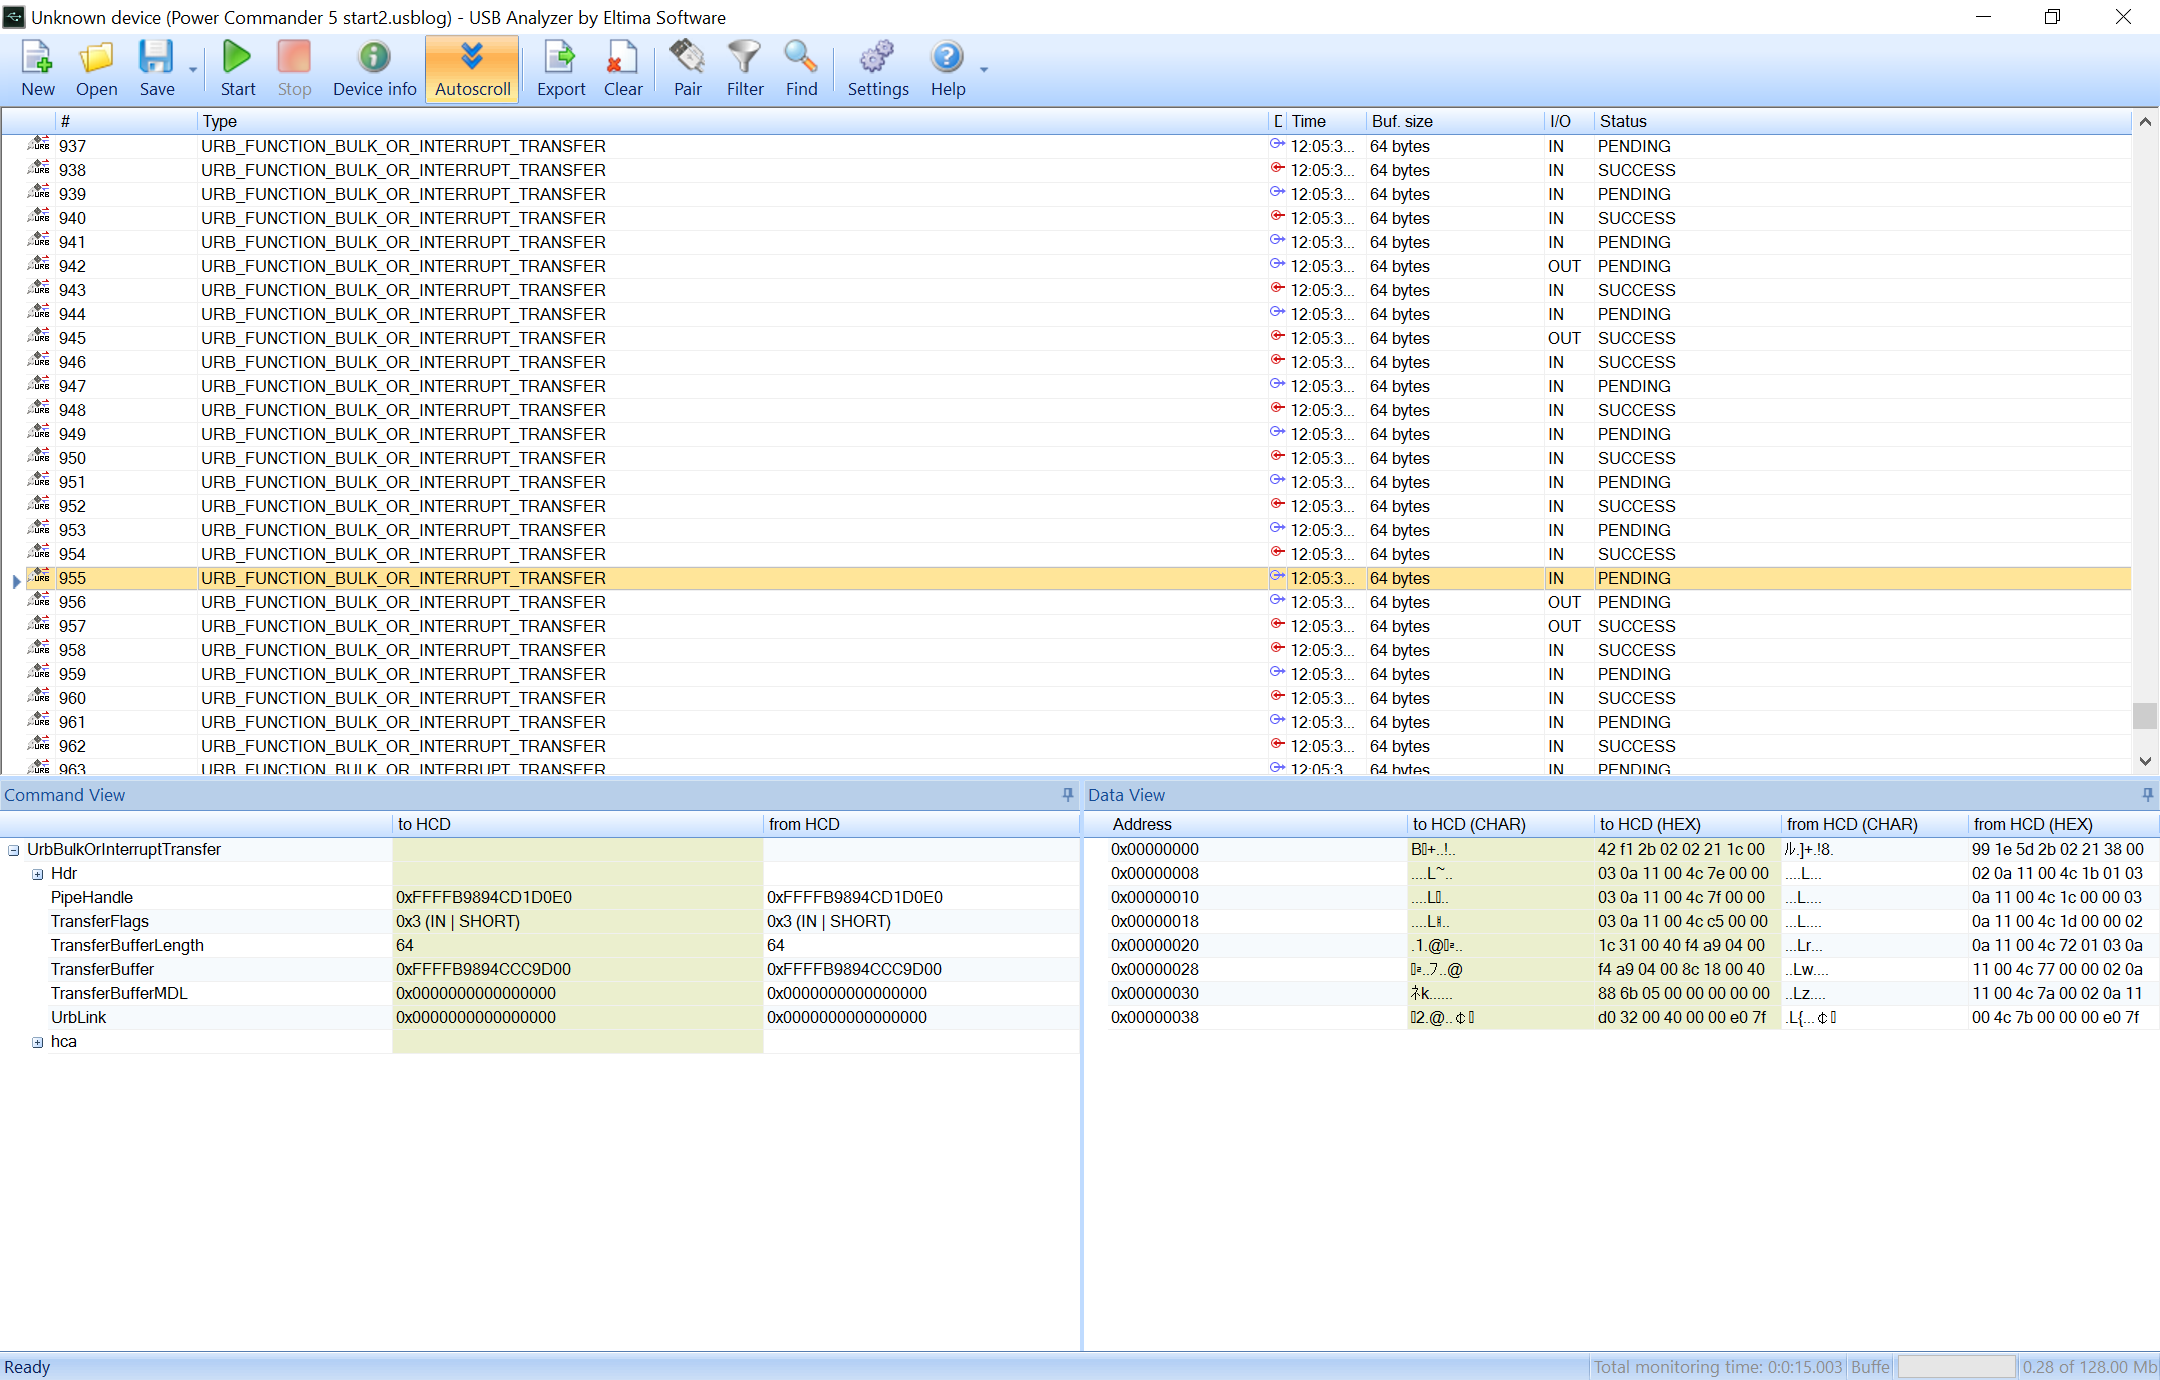 Unknown device (Power Commander 5 start2.usblog) - USB Analyzer by Eltima Software
New Open Save Start Stop Device info Autoscroll Export Clear Pair Filter Find Settings Help
# Type Time Buf. size I/O Status
937 URB_FUNCTION_BULK_OR_INTERRUPT_TRANSFER 12:05:3... 64 bytes IN PENDING
938 URB_FUNCTION_BULK_OR_INTERRUPT_TRANSFER 12:05:3... 64 bytes IN SUCCESS
939 URB_FUNCTION_BULK_OR_INTERRUPT_TRANSFER 12:05:3... 64 bytes IN PENDING
940 URB_FUNCTION_BULK_OR_INTERRUPT_TRANSFER 12:05:3... 64 bytes IN SUCCESS
941 URB_FUNCTION_BULK_OR_INTERRUPT_TRANSFER 12:05:3... 64 bytes IN PENDING
942 URB_FUNCTION_BULK_OR_INTERRUPT_TRANSFER 12:05:3... 64 bytes OUT PENDING
943 URB_FUNCTION_BULK_OR_INTERRUPT_TRANSFER 12:05:3... 64 bytes IN SUCCESS
944 URB_FUNCTION_BULK_OR_INTERRUPT_TRANSFER 12:05:3... 64 bytes IN PENDING
945 URB_FUNCTION_BULK_OR_INTERRUPT_TRANSFER 12:05:3... 64 bytes OUT SUCCESS
946 URB_FUNCTION_BULK_OR_INTERRUPT_TRANSFER 12:05:3... 64 bytes IN SUCCESS
947 URB_FUNCTION_BULK_OR_INTERRUPT_TRANSFER 12:05:3... 64 bytes IN PENDING
948 URB_FUNCTION_BULK_OR_INTERRUPT_TRANSFER 12:05:3... 64 bytes IN SUCCESS
949 URB_FUNCTION_BULK_OR_INTERRUPT_TRANSFER 12:05:3... 64 bytes IN PENDING
950 URB_FUNCTION_BULK_OR_INTERRUPT_TRANSFER 12:05:3... 64 bytes IN SUCCESS
951 URB_FUNCTION_BULK_OR_INTERRUPT_TRANSFER 12:05:3... 64 bytes IN PENDING
952 URB_FUNCTION_BULK_OR_INTERRUPT_TRANSFER 12:05:3... 64 bytes IN SUCCESS
953 URB_FUNCTION_BULK_OR_INTERRUPT_TRANSFER 12:05:3... 64 bytes IN PENDING
954 URB_FUNCTION_BULK_OR_INTERRUPT_TRANSFER 12:05:3... 64 bytes IN SUCCESS
955 URB_FUNCTION_BULK_OR_INTERRUPT_TRANSFER 12:05:3... 64 bytes IN PENDING
956 URB_FUNCTION_BULK_OR_INTERRUPT_TRANSFER 12:05:3... 64 bytes OUT PENDING
957 URB_FUNCTION_BULK_OR_INTERRUPT_TRANSFER 12:05:3... 64 bytes OUT SUCCESS
958 URB_FUNCTION_BULK_OR_INTERRUPT_TRANSFER 12:05:3... 64 bytes IN SUCCESS
959 URB_FUNCTION_BULK_OR_INTERRUPT_TRANSFER 12:05:3... 64 bytes IN PENDING
960 URB_FUNCTION_BULK_OR_INTERRUPT_TRANSFER 12:05:3... 64 bytes IN SUCCESS
961 URB_FUNCTION_BULK_OR_INTERRUPT_TRANSFER 12:05:3... 64 bytes IN PENDING
962 URB_FUNCTION_BULK_OR_INTERRUPT_TRANSFER 12:05:3... 64 bytes IN SUCCESS
963 URB_FUNCTION_BULK_OR_INTERRUPT_TRANSFER 12:05:3 64 bytes IN PENDING
Command View
to HCD from HCD
UrbBulkOrInterruptTransfer
Hdr
PipeHandle 0xFFFFB9894CD1D0E0 0xFFFFB9894CD1D0E0
TransferFlags 0x3 (IN | SHORT) 0x3 (IN | SHORT)
TransferBufferLength 64 64
TransferBuffer 0xFFFFB9894CCC9D00 0xFFFFB9894CCC9D00
TransferBufferMDL 0x0000000000000000 0x0000000000000000
UrbLink 0x0000000000000000 0x0000000000000000
hca
Data View
Address to HCD (CHAR) to HCD (HEX) from HCD (CHAR) from HCD (HEX)
0x00000000 42 f1 2b 02 02 21 1c 00 ﾙ.]+.!8. 99 1e 5d 2b 02 21 38 00
0x00000008 ....L~.. 03 0a 11 00 4c 7e 00 00 ....L... 02 0a 11 00 4c 1b 01 03
0x00000010 03 0a 11 00 4c 7f 00 00 ...L.... 0a 11 00 4c 1c 00 00 03
0x00000018 03 0a 11 00 4c c5 00 00 ...L.... 0a 11 00 4c 1d 00 00 02
0x00000020 1c 31 00 40 f4 a9 04 00 ...Lr... 0a 11 00 4c 72 01 03 0a
0x00000028 f4 a9 04 00 8c 18 00 40 ..Lw.... 11 00 4c 77 00 00 02 0a
0x00000030 ﾈk...... 88 6b 05 00 00 00 00 00 ..Lz.... 11 00 4c 7a 00 02 0a 11
0x00000038 d0 32 00 40 00 00 e0 7f 00 4c 7b 00 00 00 e0 7f
Ready Total monitoring time: 0:0:15.003 Buffe 0.28 of 128.00 Mb